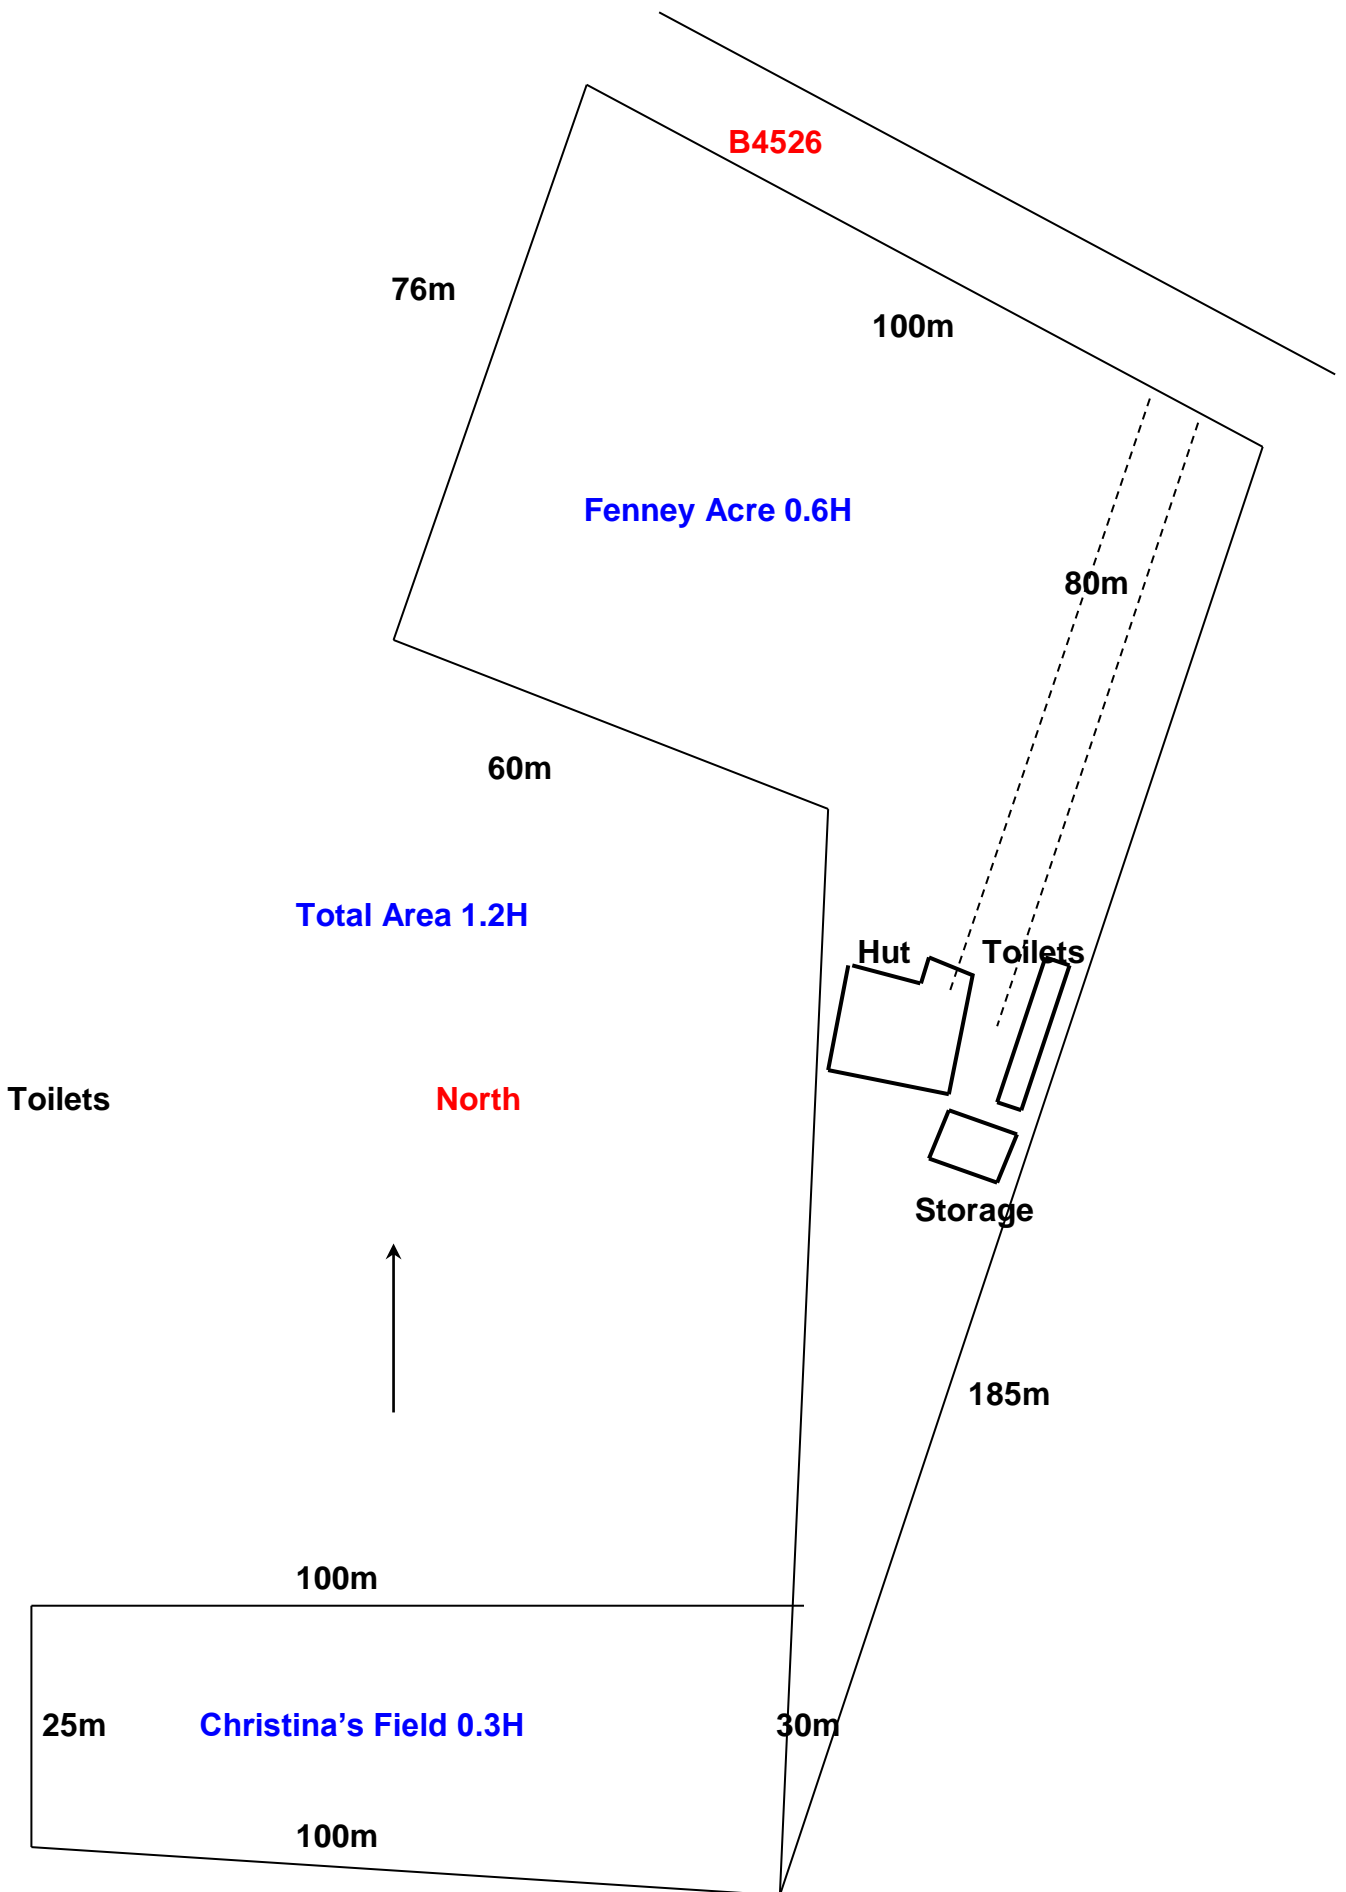 B4526
76m
100m
Fenney Acre 0.6H
80m
60m
Total Area 1.2H
Hut
Toilets
Toilets
North
Storage
185m
100m
25m
Christina’s Field 0.3H
30m
100m